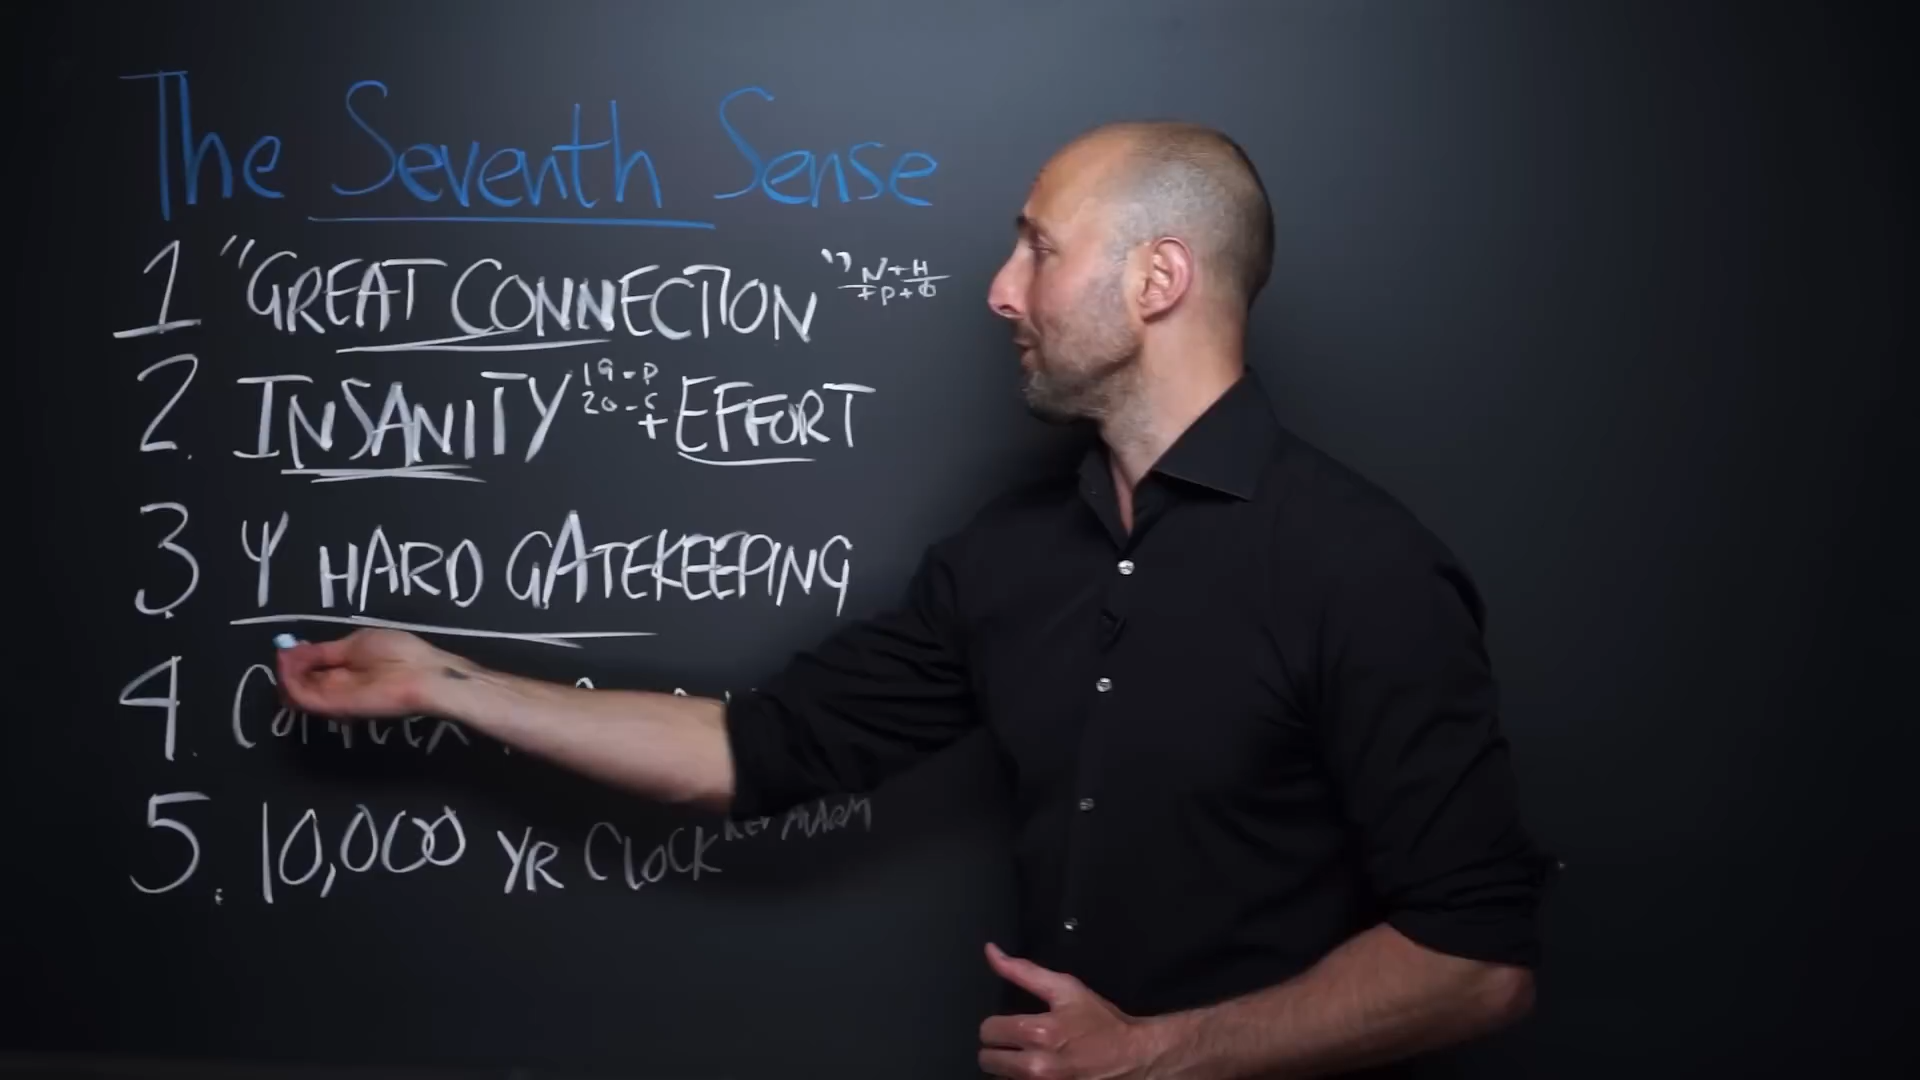 The Seventh Sense
1 "GREAT CONNECTION" N+H
+P+O
2. INSANITY 19-P
20-S + EFFORT
3. Ψ HARD GATEKEEPING
4.
5. 10,000 YR CLOCK MARM